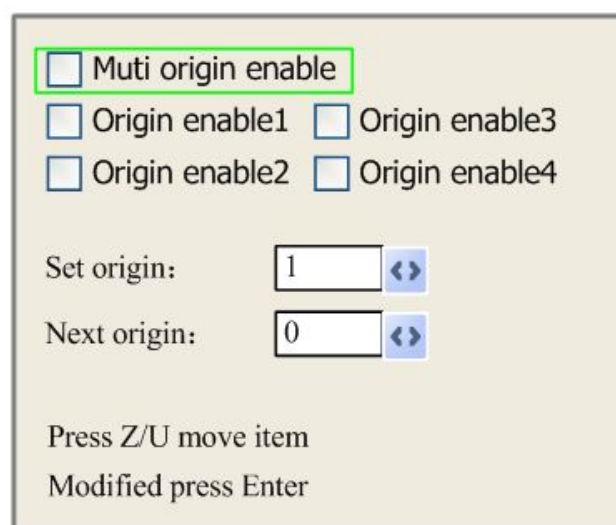 Muti origin enable
Origin enable1 Origin enable3
Origin enable2 Origin enable4
Set origin: 1
Next origin: 0
Press Z/U move item
Modified press Enter